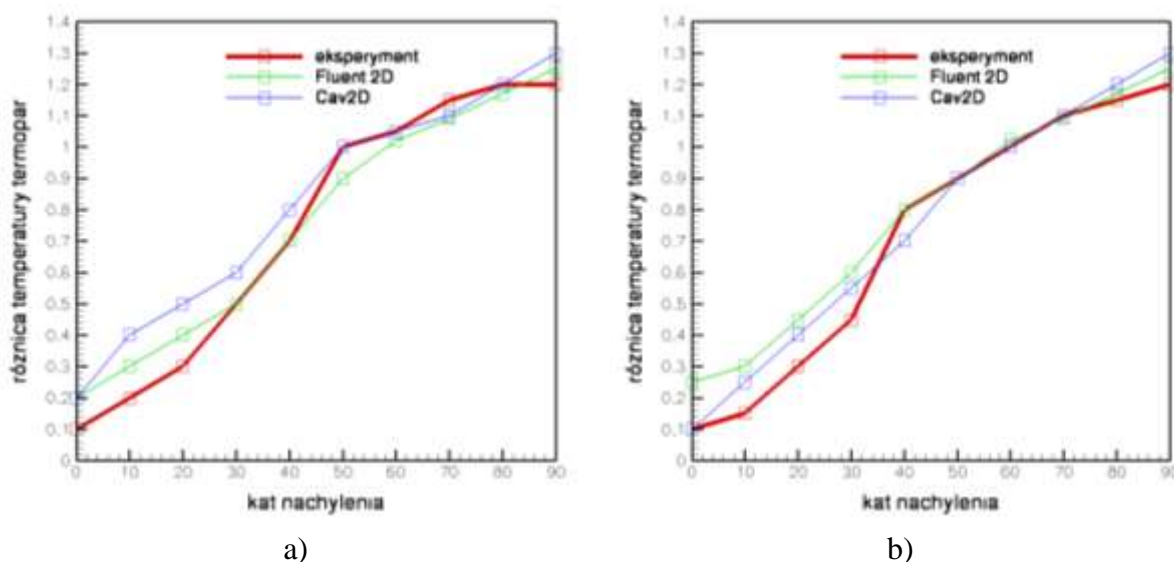 1.4
1.3
1.2
1.1
1
0.9
0.8
0.7
0.6
0.5
0.4
0.3
0.2
0.1
0
różnica temperatury termopar
eksperyment
Fluent 2D
Cav2D
0 10 20 30 40 50 60 70 80 90
kat nachylenia
a)
1.4
1.3
1.2
1.1
1
0.9
0.8
0.7
0.6
0.5
0.4
0.3
0.2
0.1
0
różnica temperatury termopar
eksperyment
Fluent 2D
Cav2D
0 10 20 30 40 50 60 70 80 90
kat nachylenia
b)